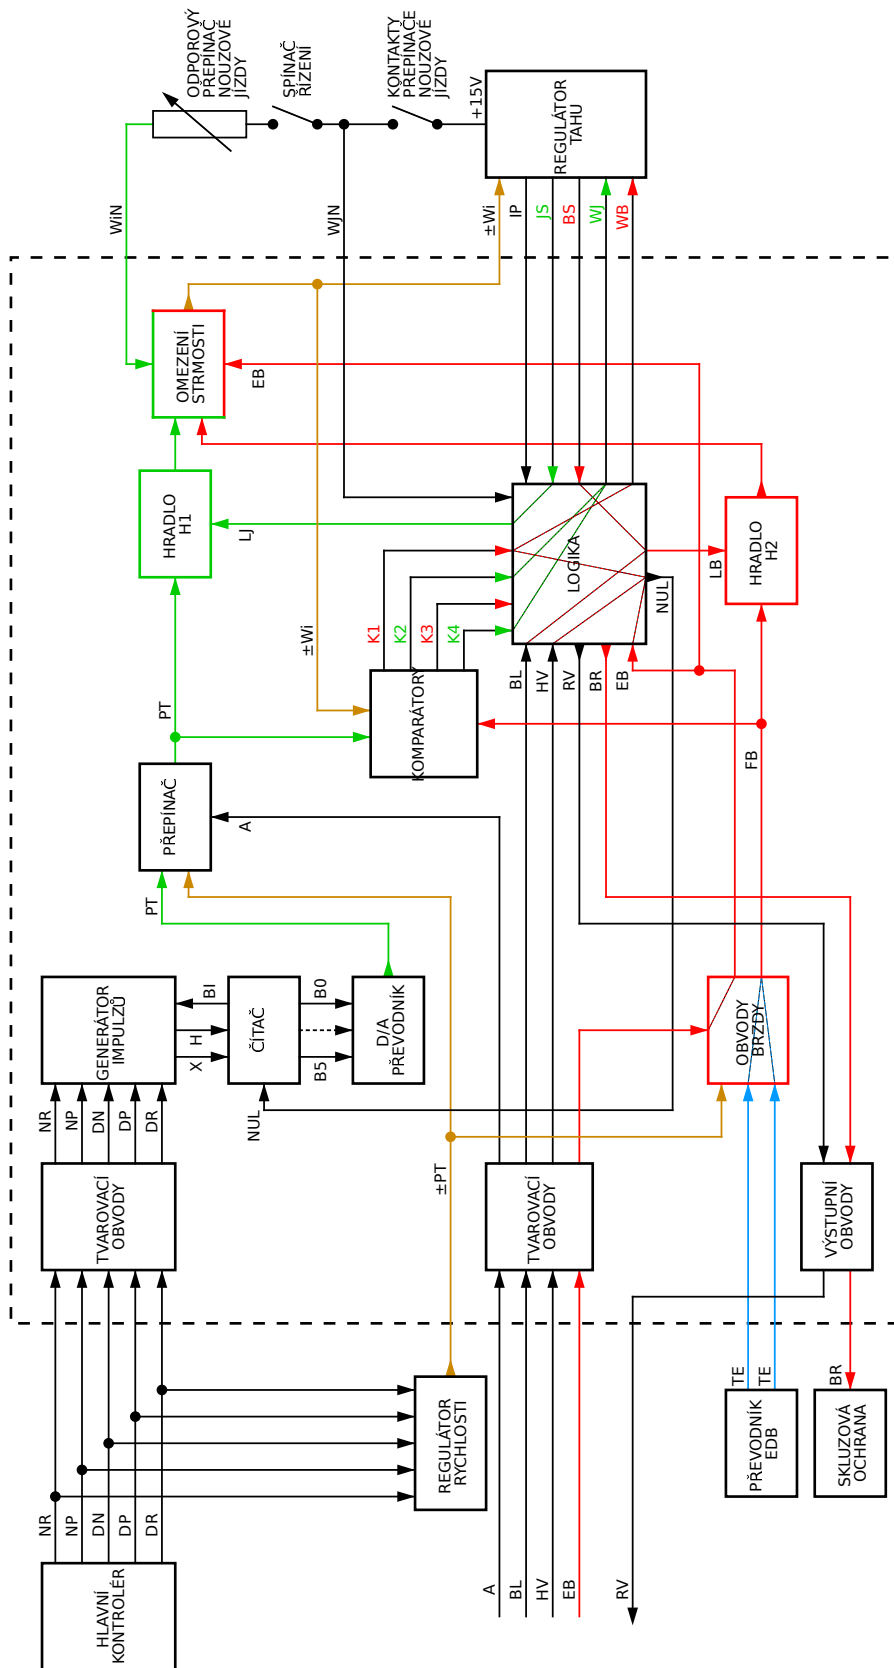 HLAVNÍ
KONTROLÉR
NR
NP
DN
DP
DR
REGULÁTOR
RYCHLOSTI
A
BL
HV
EB
RV
PŘEVODNÍK
EDB
SKLUZOVÁ
OCHRANA
TE
TE
BR
TVAROVACÍ
OBVODY
TVAROVACÍ
OBVODY
VÝSTUPNÍ
OBVODY
±PT
NR
NP
DN
DP
DR
NUL
GENERÁTOR
IMPULZŮ
X
H
BI
ČÍTAČ
B5
B0
D/A
PŘEVODNÍK
OBVODY
BRZDY
PT
PŘEPÍNAČ
A
PT
KOMPARÁTORY
±Wi
K1
K2
K3
K4
BL
HV
RV
BR
EB
NUL
FB
LOGIKA
HRADLO
H1
LJ
LB
HRADLO
H2
OMEZENÍ
STRMOSTI
EB
WiN
WJN
±Wi
IP
JS
BS
WJ
WB
ODPOROVÝ
PŘEPÍNAČ
NOUZOVÉ
JÍZDY
SPÍNAČ
ŘÍZENÍ
KONTAKTY
PŘEPÍNAČE
NOUZOVÉ
JÍZDY
+15V
REGULÁTOR
TAHU